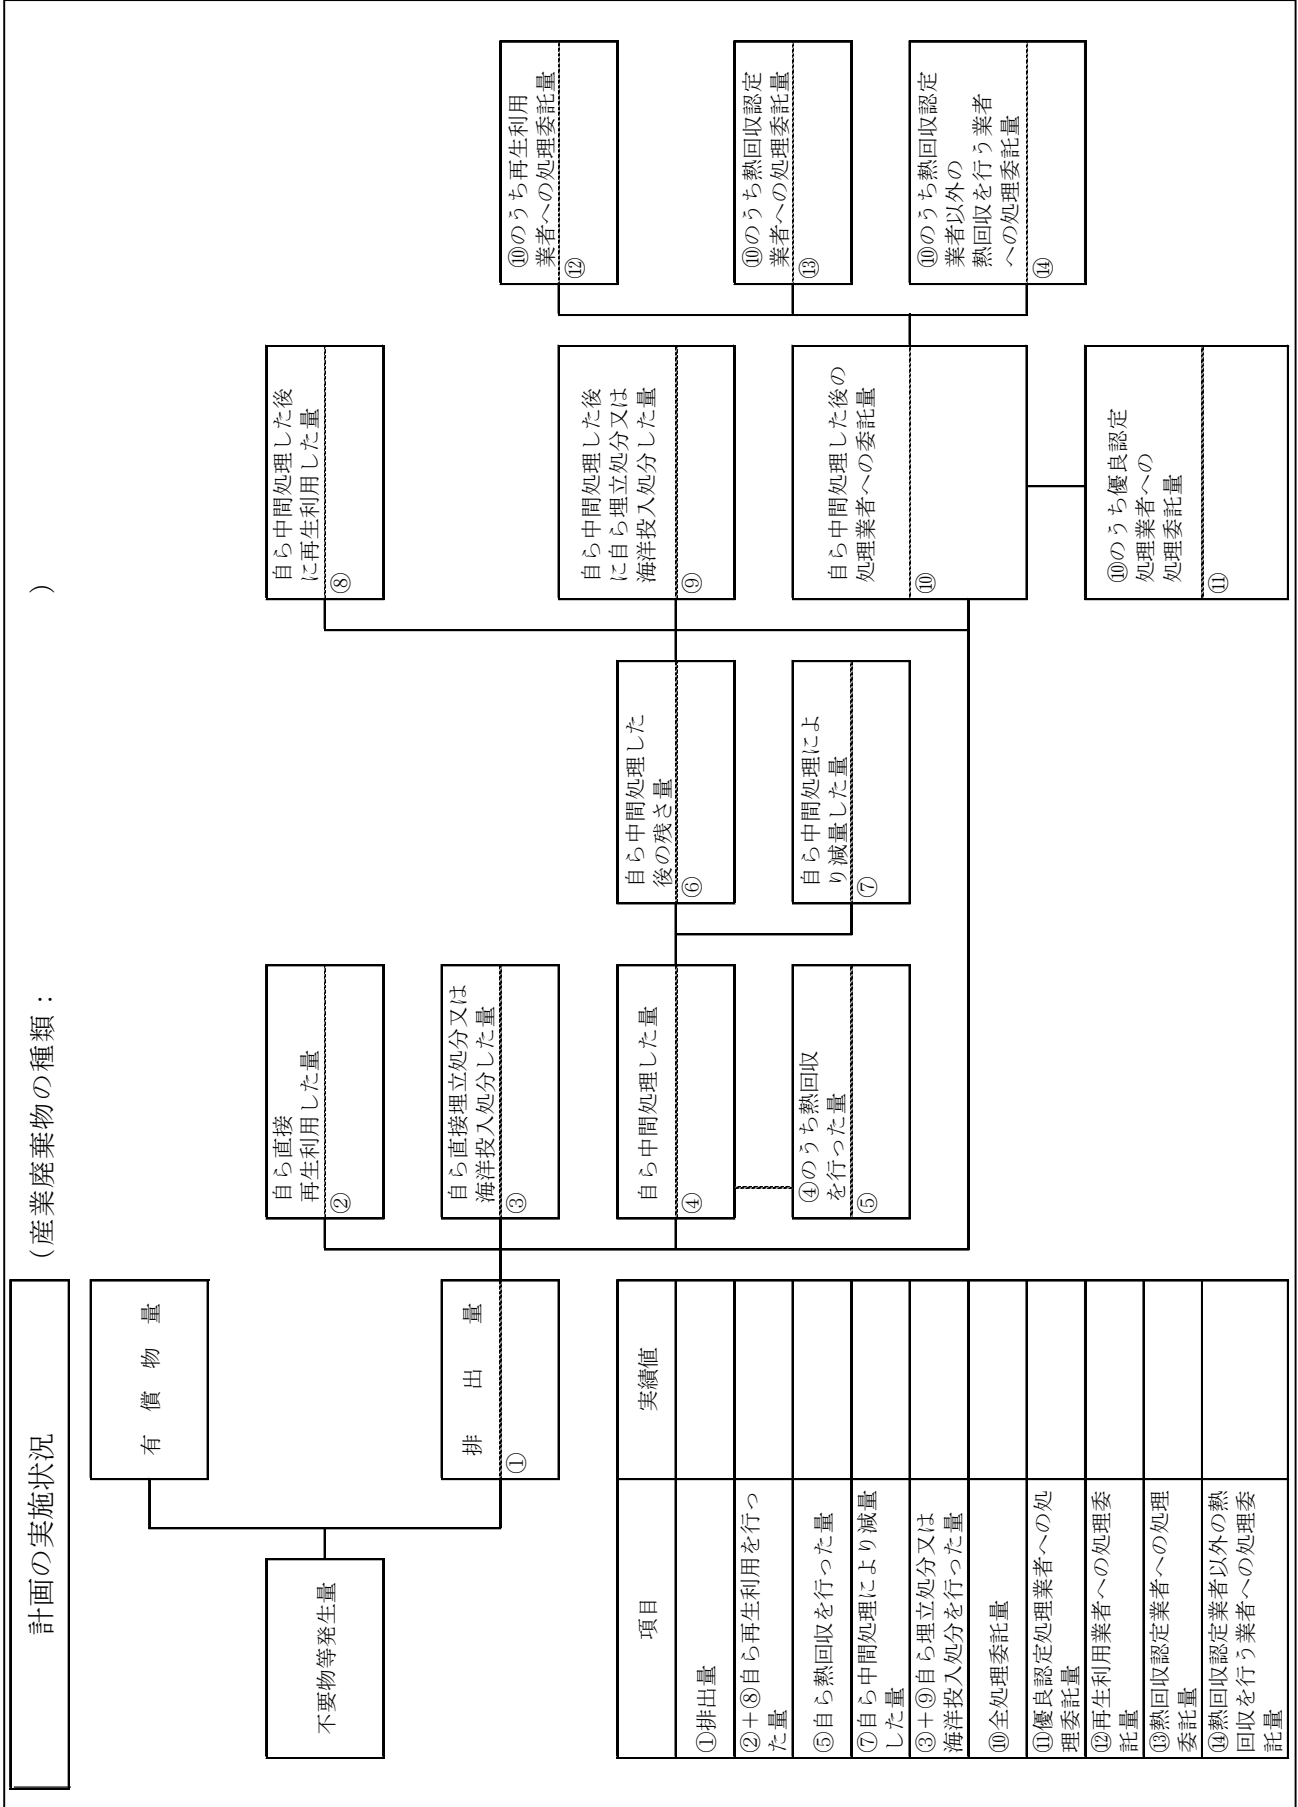 計画の実施状況
（産業廃棄物の種類：　　　　　　　　　　　　　　）
不要物等発生量
有償物量
排出量
①
自ら直接
再生利用した量
②
自ら直接埋立処分又は
海洋投入処分した量
③
自ら中間処理した量
④
④のうち熱回収
を行った量
⑤
自ら中間処理した
後の残さ量
⑥
自ら中間処理によ
り減量した量
⑦
自ら中間処理した後
に再生利用した量
⑧
自ら中間処理した後
に自ら埋立処分又は
海洋投入処分した量
⑨
自ら中間処理した後の
処理業者への委託量
⑩
⑩のうち優良認定
処理業者への
処理委託量
⑪
⑩のうち再生利用
業者への処理委託量
⑫
⑩のうち熱回収認定
業者への処理委託量
⑬
⑩のうち熱回収認定
業者以外の
熱回収を行う業者
への処理委託量
⑭
項目
実績値
①排出量
②＋⑧自ら再生利用を行っ
た量
⑤自ら熱回収を行った量
⑦自ら中間処理により減量
した量
③＋⑨自ら埋立処分又は
海洋投入処分を行った量
⑩全処理委託量
⑪優良認定処理業者への処
理委託量
⑫再生利用業者への処理委
託量
⑬熱回収認定業者への処理
委託量
⑭熱回収認定業者以外の熱
回収を行う業者への処理委
託量